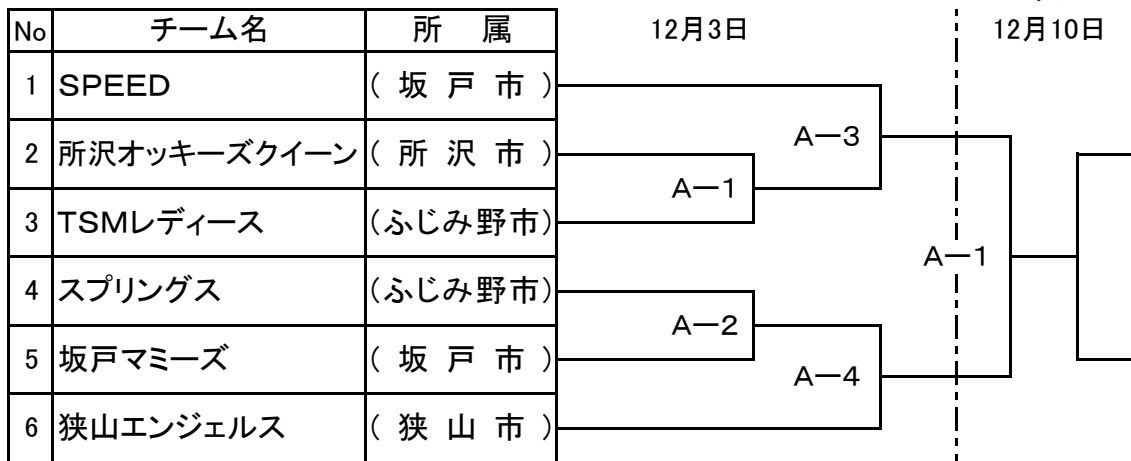 No チーム名 所 属 12月3日 12月10日
1 SPEED (坂 戸 市)
A-3
2 所沢オッキーズクイーン (所 沢 市)
A-1
3 TSMレディース (ふじみ野市)
A-1
4 スプリングス (ふじみ野市)
A-2
5 坂戸マミーズ (坂 戸 市)
A-4
6 狭山エンジェルス (狭 山 市)